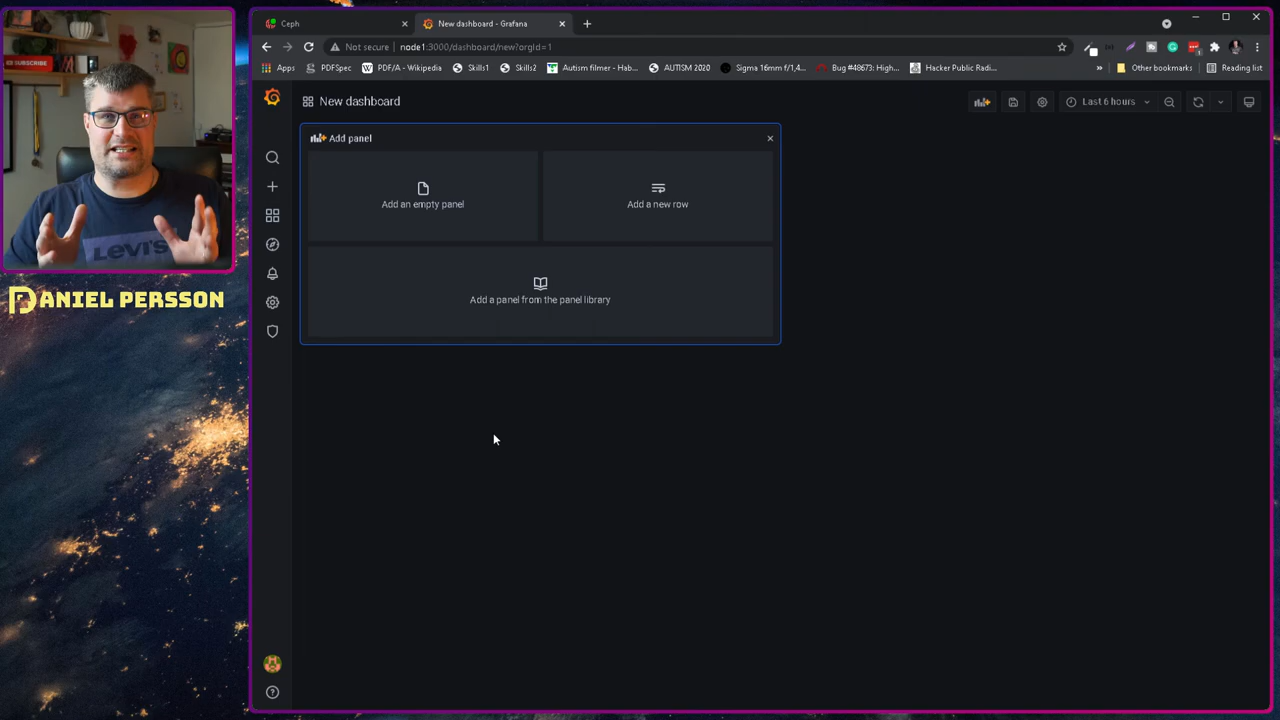 Ceph
New dashboard - Grafana
Not secure
node1:3000/dashboard/new?orgId=1
Apps
PDFSpec
PDF/A - Wikipedia
Skills1
Skills2
Autism filmer - Hab...
AUTISM 2020
Sigma 16mm f/1,4...
Bug #48673: High...
Hacker Public Radi...
»
Other bookmarks
Reading list
New dashboard
Last 6 hours
Add panel
Add an empty panel
Add a new row
Add a panel from the panel library
SUBSCRIBE
LEVI'S
DANIEL PERSSON